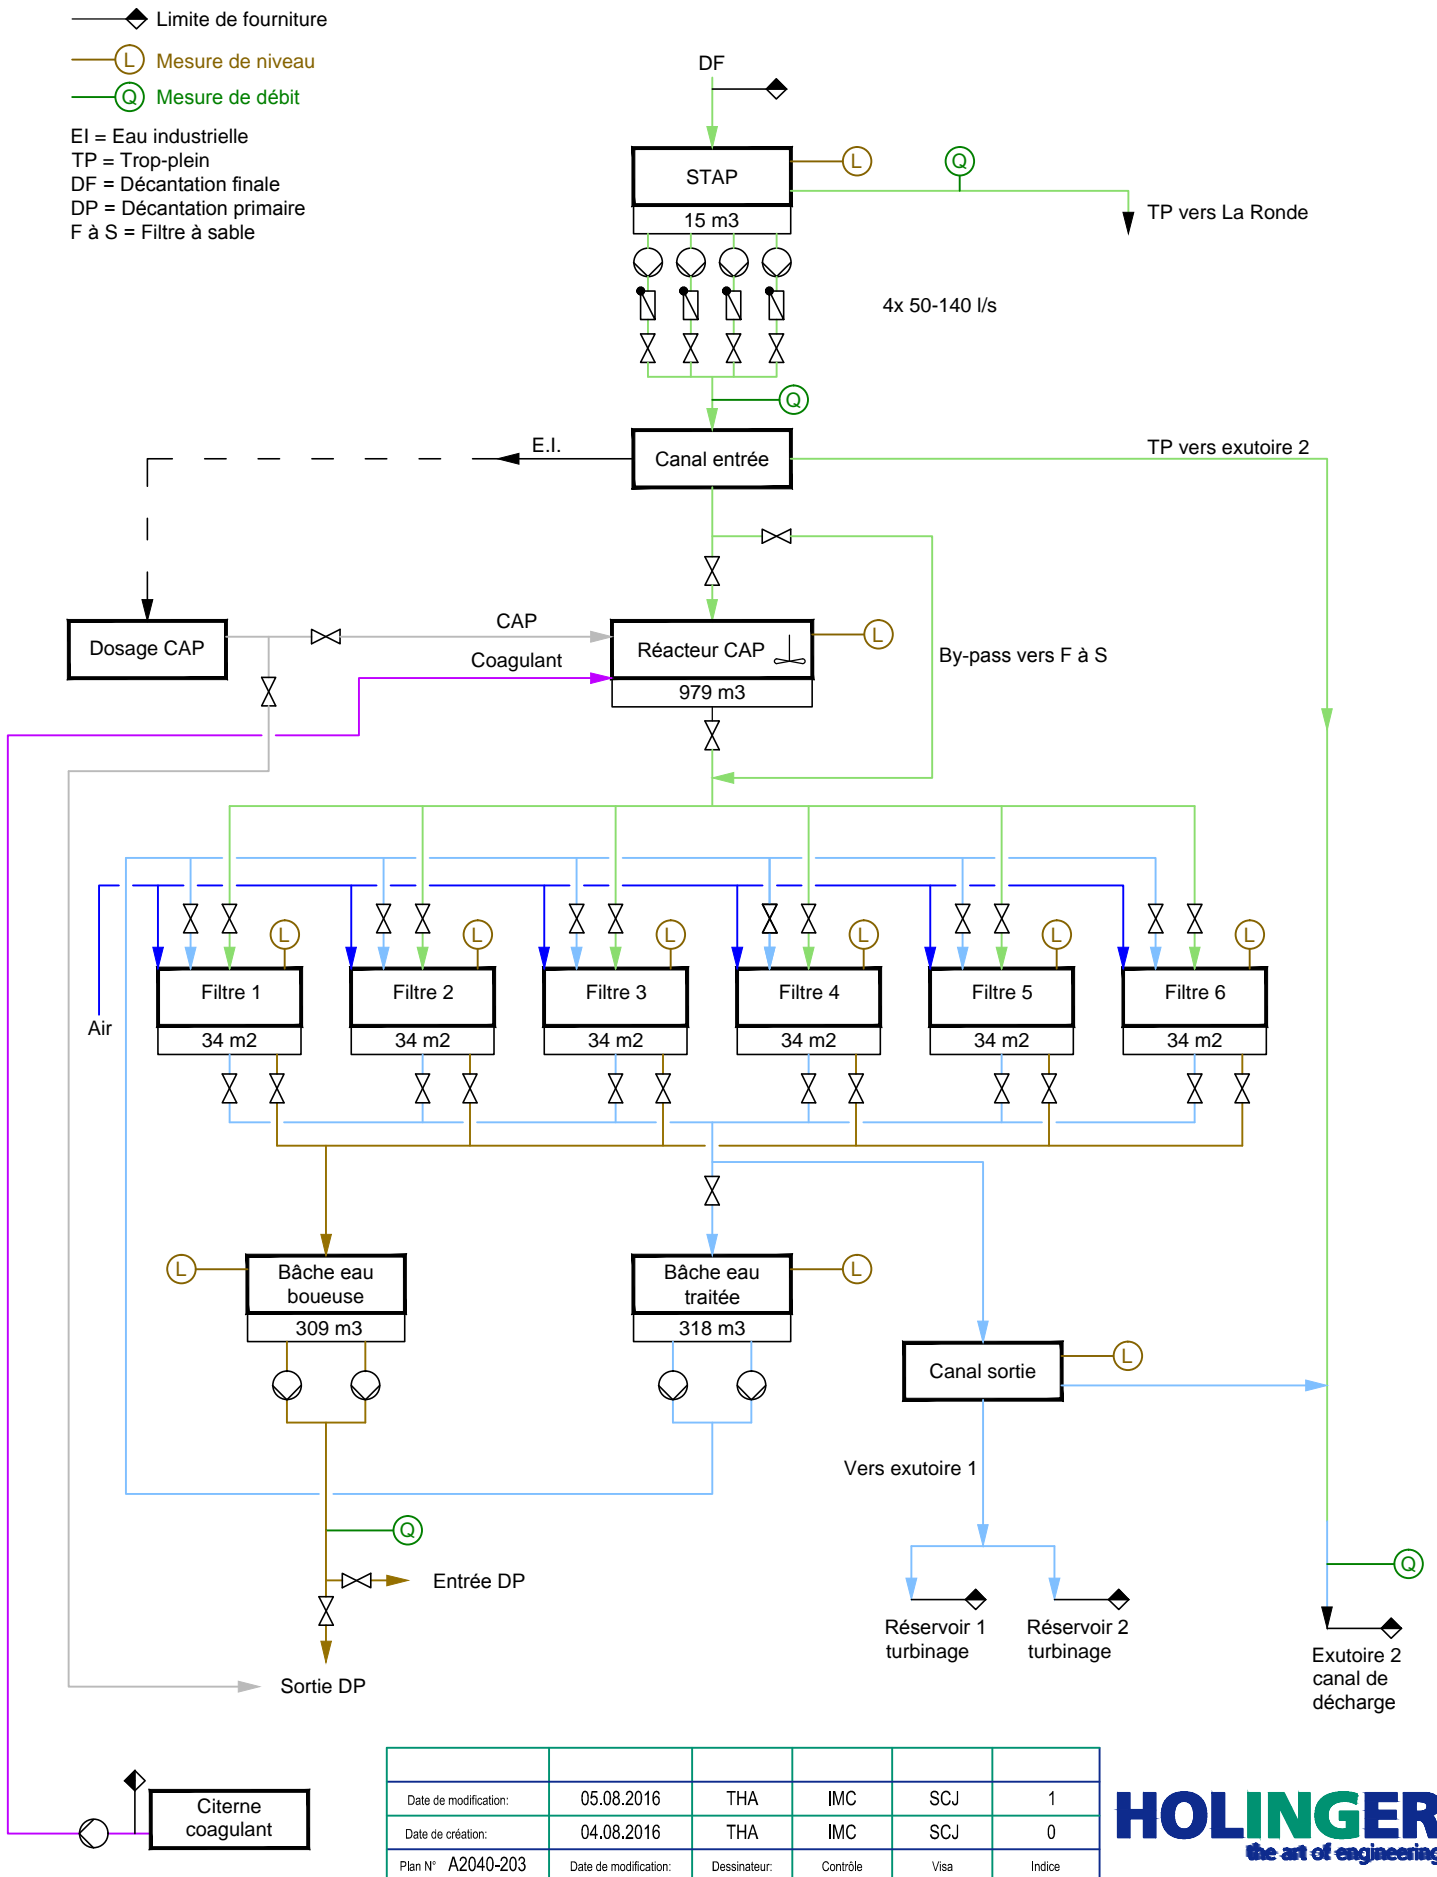 Limite de fourniture
L Mesure de niveau
Q Mesure de débit
EI = Eau industrielle
TP = Trop-plein
DF = Décantation finale
DP = Décantation primaire
F à S = Filtre à sable
DF
STAP
L
Q
15 m3
TP vers La Ronde
4x 50-140 l/s
Q
E.I.
Canal entrée
TP vers exutoire 2
Dosage CAP
CAP
Réacteur CAP
L
Coagulant
979 m3
By-pass vers F à S
L
L
L
L
L
L
Filtre 1
Filtre 2
Filtre 3
Filtre 4
Filtre 5
Filtre 6
Air
34 m2
34 m2
34 m2
34 m2
34 m2
34 m2
L
Bâche eau
boueuse
309 m3
Bâche eau
traitée
318 m3
L
Canal sortie
L
Vers exutoire 1
Q
Entrée DP
Sortie DP
Q
Réservoir 1
turbinage
Réservoir 2
turbinage
Exutoire 2
canal de
décharge
Citerne
coagulant
Date de modification: 05.08.2016 THA IMC SCJ 1
Date de création: 04.08.2016 THA IMC SCJ 0
Plan N° A2040-203 Date de modification: Dessinateur: Contrôle Visa Indice
HOLINGER
the art of engineering